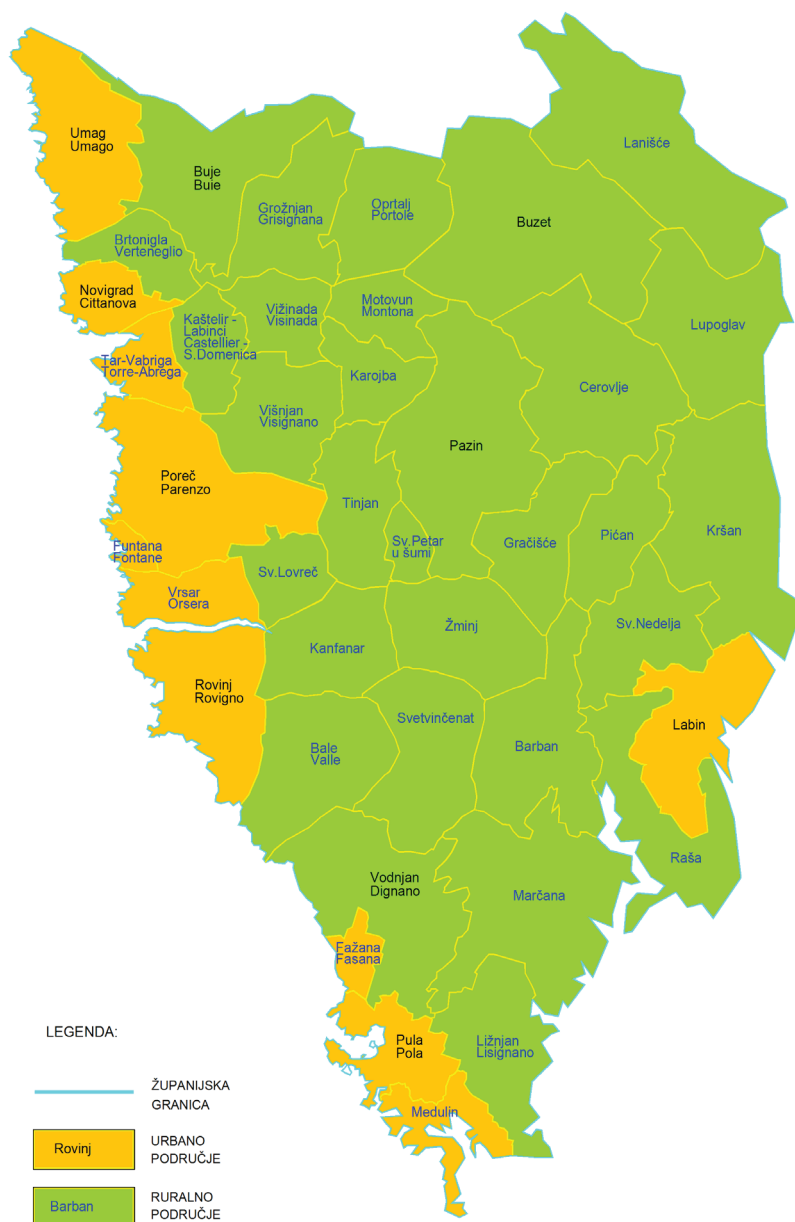 Umag
Umago
Buje
Buie
Grožnjan
Grisignana
Oprtalj
Portole
Buzet
Lanišće
Brtonigla
Verteneglio
Novigrad
Cittanova
Kaštelir -
Labinci
Castellier -
S.Domenica
Vižinada
Visinada
Motovun
Montona
Lupoglav
Tar-Vabriga
Torre-Abrega
Karojba
Cerovlje
Višnjan
Visignano
Pazin
Poreč
Parenzo
Tinjan
Sv.Petar
u šumi
Gračišće
Pićan
Kršan
Funtana
Fontane
Sv.Lovreč
Vrsar
Orsera
Kanfanar
Žminj
Sv.Nedelja
Rovinj
Rovigno
Svetvinčenat
Bale
Valle
Barban
Labin
Raša
Vodnjan
Dignano
Marčana
Fažana
Fasana
Pula
Pola
Ližnjan
Lisignano
Medulin
LEGENDA:
ŽUPANIJSKA
GRANICA
Rovinj
URBANO
PODRUČJE
Barban
RURALNO
PODRUČJE